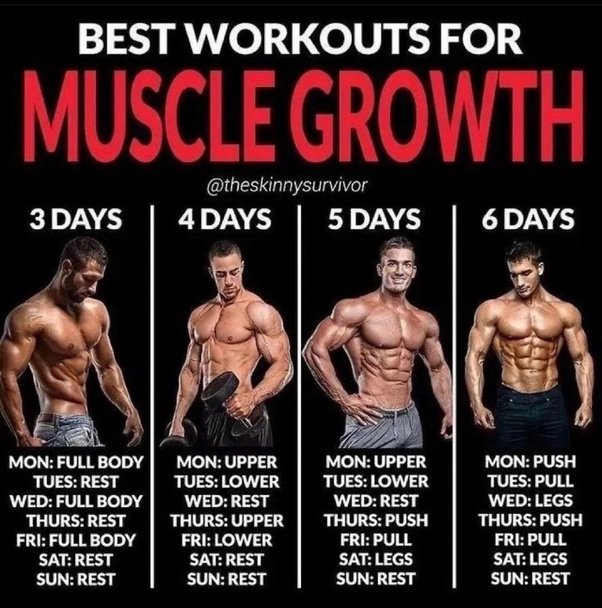 BEST WORKOUTS FOR
MUSCLE GROWTH
@theskinnysurvivor
3 DAYS
MON: FULL BODY
TUES: REST
WED: FULL BODY
THURS: REST
FRI: FULL BODY
SAT: REST
SUN: REST
4 DAYS
MON: UPPER
TUES: LOWER
WED: REST
THURS: UPPER
FRI: LOWER
SAT: REST
SUN: REST
5 DAYS
MON: UPPER
TUES: LOWER
WED: REST
THURS: PUSH
FRI: PULL
SAT: LEGS
SUN: REST
6 DAYS
MON: PUSH
TUES: PULL
WED: LEGS
THURS: PUSH
FRI: PULL
SAT: LEGS
SUN: REST